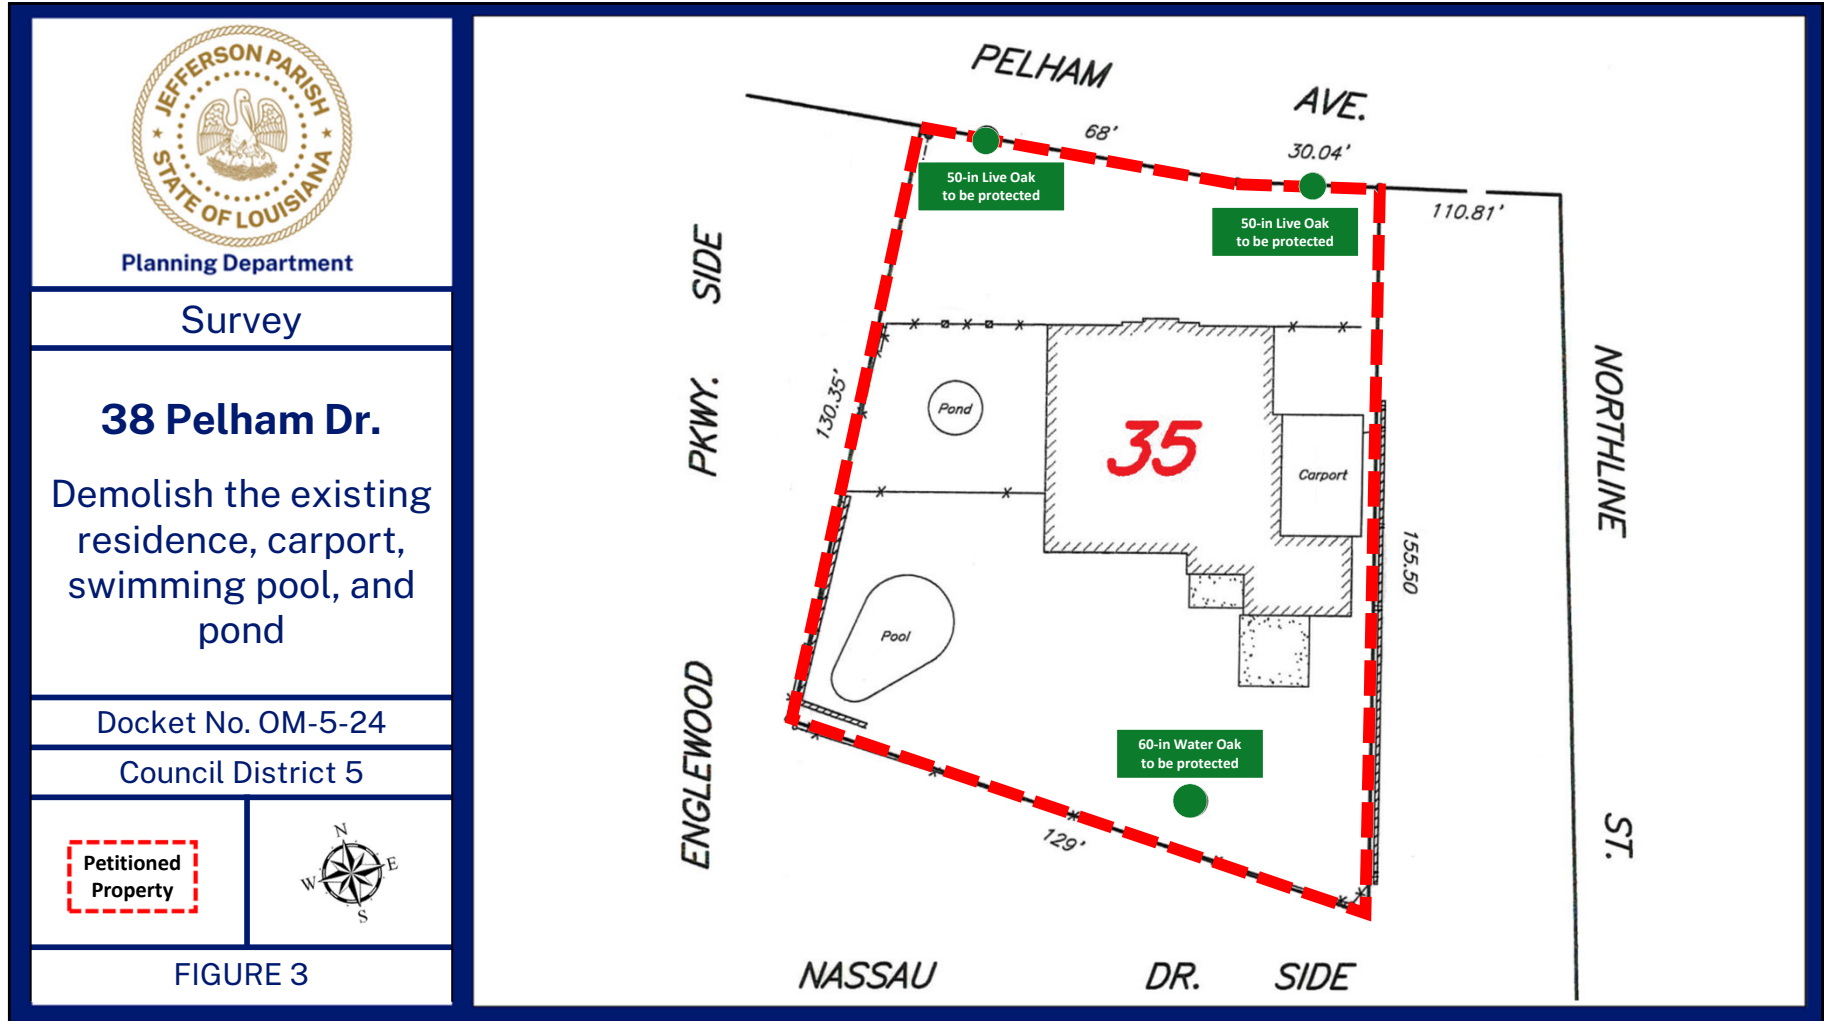 JEFFERSON PARISH
STATE OF LOUISIANA
Planning Department
Survey
38 Pelham Dr.
Demolish the existing
residence, carport,
swimming pool, and
pond
Docket No. OM-5-24
Council District 5
Petitioned
Property
N
E
W
S
FIGURE 3
PELHAM AVE.
68'
30.04'
110.81'
50-in Live Oak
to be protected
50-in Live Oak
to be protected
ENGLEWOOD PKWY. SIDE
130.35'
Pond
35
Carport
155.50
NORTHLINE ST.
Pool
60-in Water Oak
to be protected
129'
NASSAU DR. SIDE